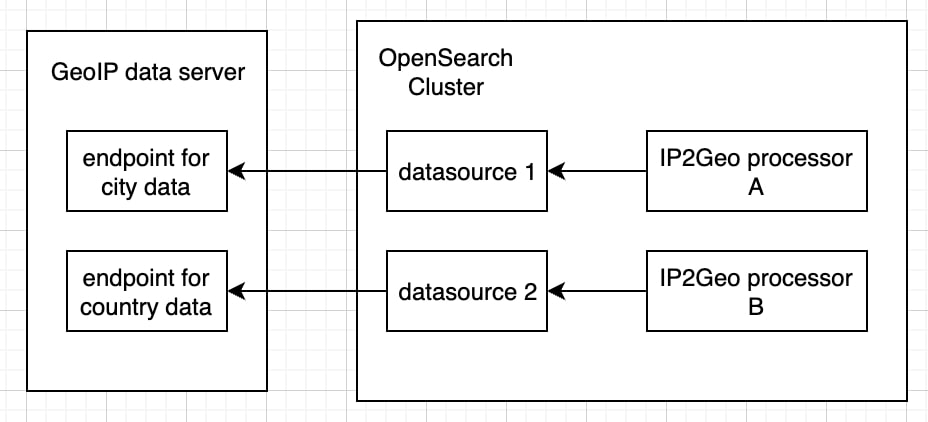 GeoIP data server
endpoint for
city data
endpoint for
country data
OpenSearch
Cluster
datasource 1
IP2Geo processor
A
datasource 2
IP2Geo processor
B